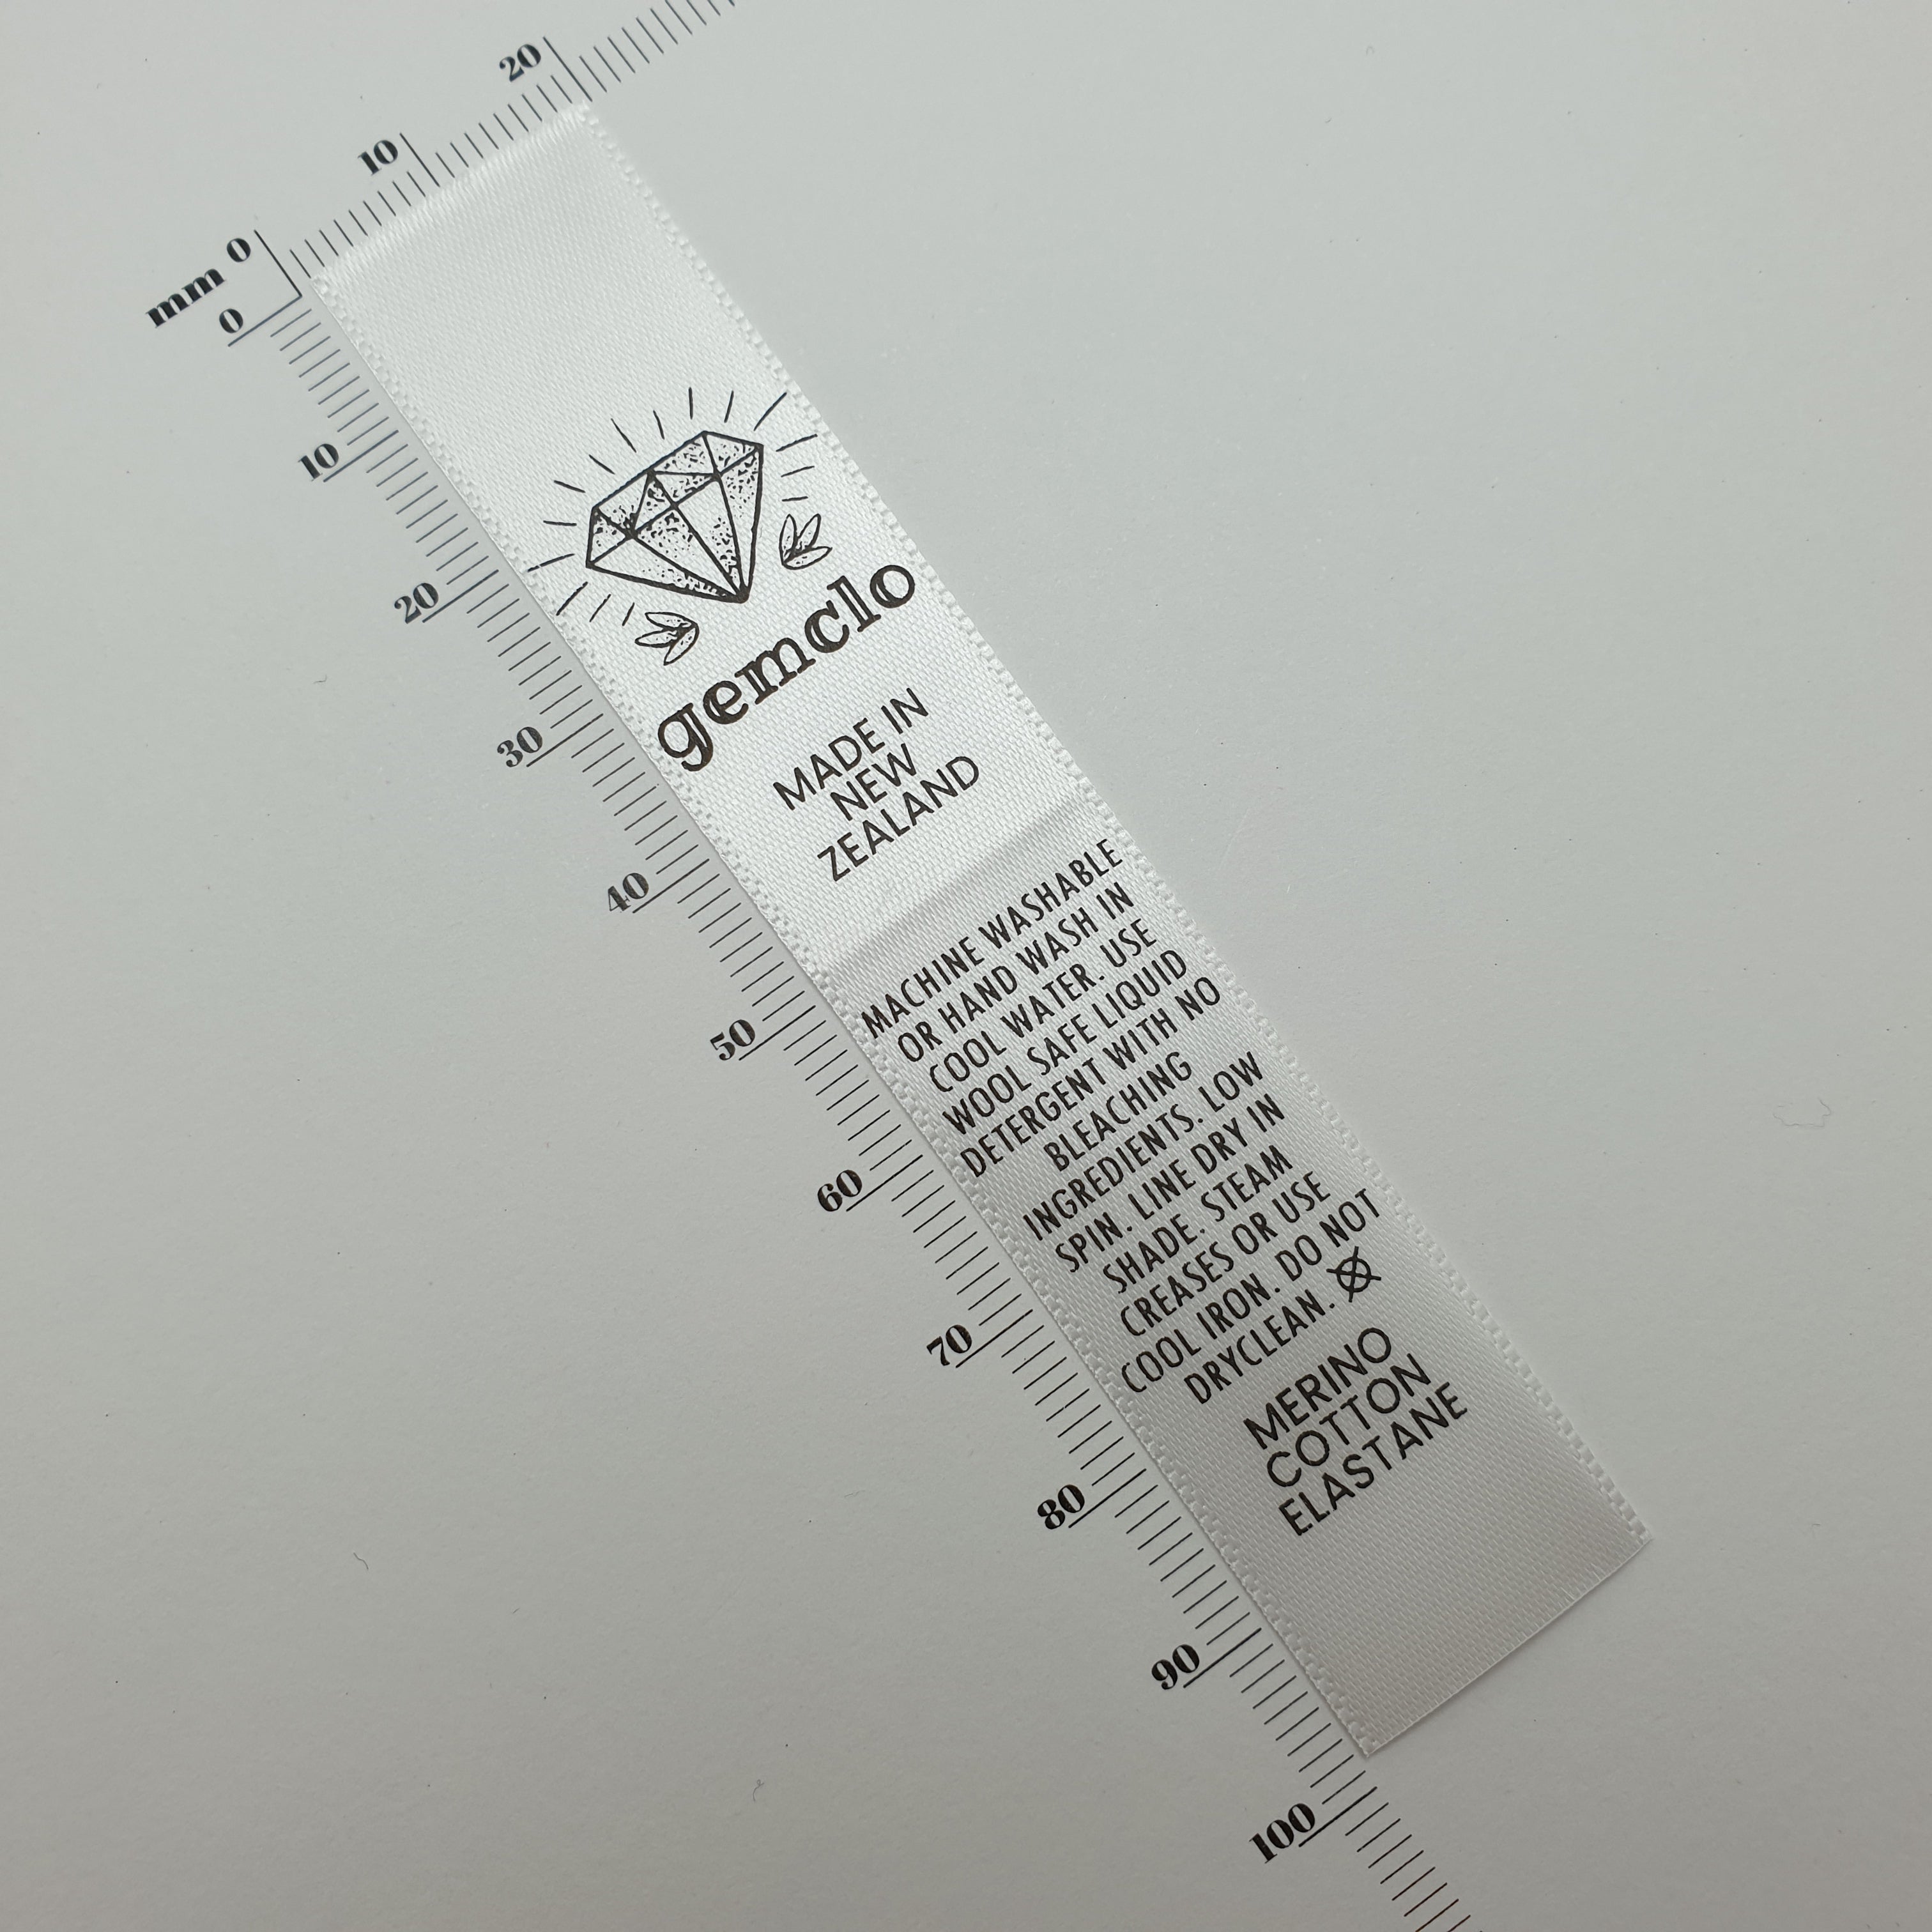 mm 0
10
20
0
10
20
30
40
50
60
70
80
90
100
gemclo
MADE IN
NEW
ZEALAND
MACHINE WASHABLE
OR HAND WASH IN
COOL WATER. USE
WOOL SAFE LIQUID
DETERGENT WITH NO
BLEACHING
INGREDIENTS. LOW
SPIN. LINE DRY IN
SHADE. STEAM
CREASES OR USE
COOL IRON. DO NOT
DRYCLEAN.
MERINO
COTTON
ELASTANE